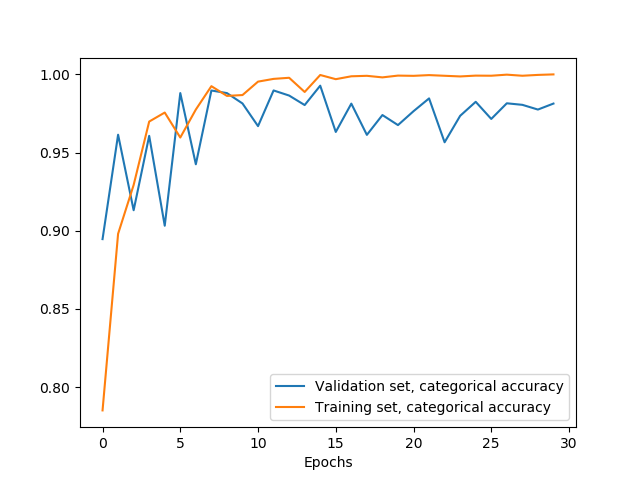 1.00
0.95
0.90
0.85
0.80
Validation set, categorical accuracy
Training set, categorical accuracy
0 5 10 15 20 25 30
Epochs